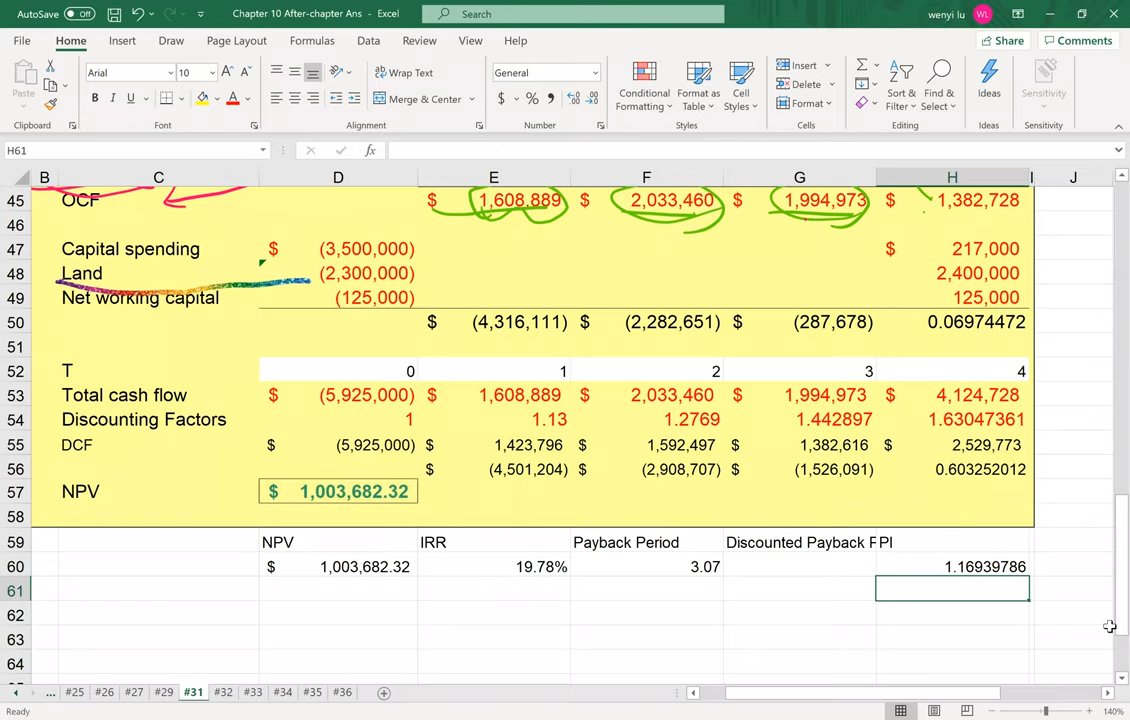 AutoSave Off Chapter 10 After-chapter Ans - Excel Search wenyi lu WL
File Home Insert Draw Page Layout Formulas Data Review View Help Share Comments
Paste Arial 10 A A Wrap Text General Conditional Format as Cell Insert Sort & Find & Ideas Sensitivity
B I U Merge & Center $ % , Formatting Table Styles Delete Format Filter Select
Clipboard Font Alignment Number Styles Cells Editing Ideas Sensitivity
H61 fx
B C D E F G H I J
45 OCF $ 1,608,889 $ 2,033,460 $ 1,994,973 $ 1,382,728
46
47 Capital spending $ (3,500,000) $ 217,000
48 Land (2,300,000) 2,400,000
49 Net working capital (125,000) 125,000
50 $ (4,316,111) $ (2,282,651) $ (287,678) 0.06974472
51
52 T 0 1 2 3 4
53 Total cash flow $ (5,925,000) $ 1,608,889 $ 2,033,460 $ 1,994,973 $ 4,124,728
54 Discounting Factors 1 1.13 1.2769 1.442897 1.63047361
55 DCF $ (5,925,000) $ 1,423,796 $ 1,592,497 $ 1,382,616 $ 2,529,773
56 $ (4,501,204) $ (2,908,707) $ (1,526,091) 0.603252012
57 NPV $ 1,003,682.32
58
59 NPV IRR Payback Period Discounted Payback P PI
60 $ 1,003,682.32 19.78% 3.07 1.16939786
61
62
63
64
... #25 #26 #27 #29 #31 #32 #33 #34 #35 #36
Ready 140%